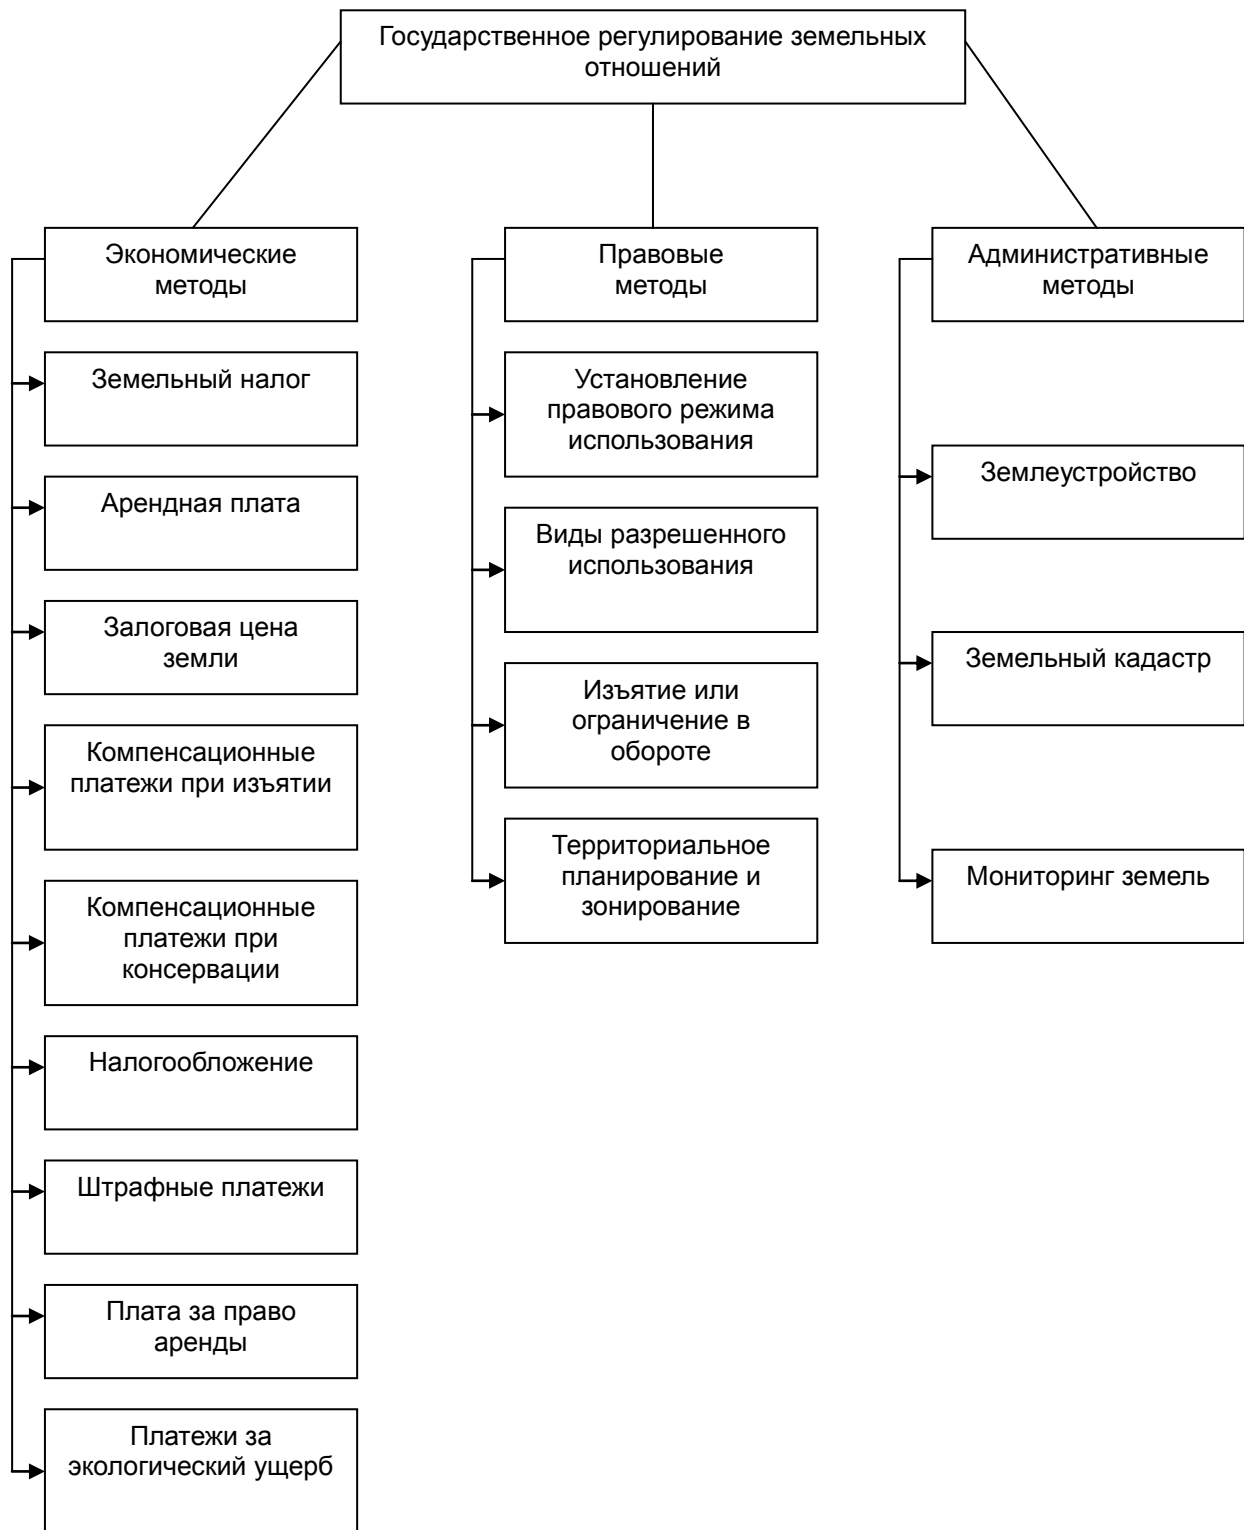 Государственное регулирование земельных
отношений
Экономические
методы
Земельный налог
Арендная плата
Залоговая цена
земли
Компенсационные
платежи при изъятии
Компенсационные
платежи при
консервации
Налогообложение
Штрафные платежи
Плата за право
аренды
Платежи за
экологический ущерб
Правовые
методы
Установление
правового режима
использования
Виды разрешенного
использования
Изъятие или
ограничение в
обороте
Территориальное
планирование и
зонирование
Административные
методы
Землеустройство
Земельный кадастр
Мониторинг земель